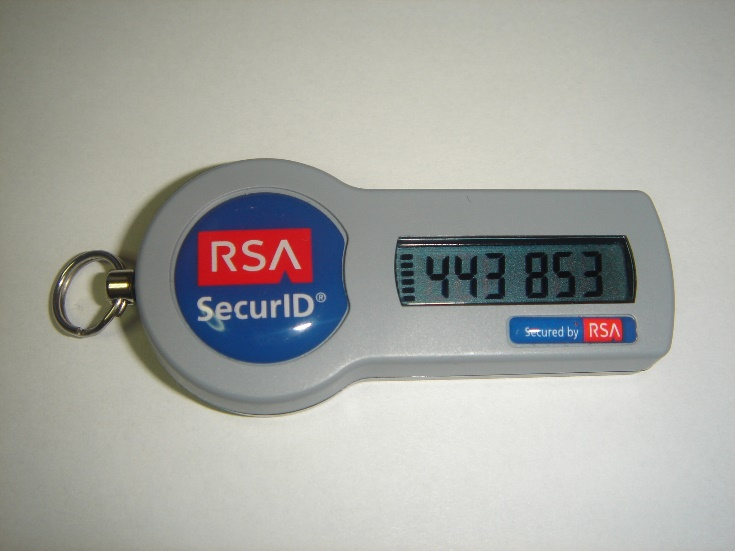 RSA
SecurID®
443 853
Secured by RSA